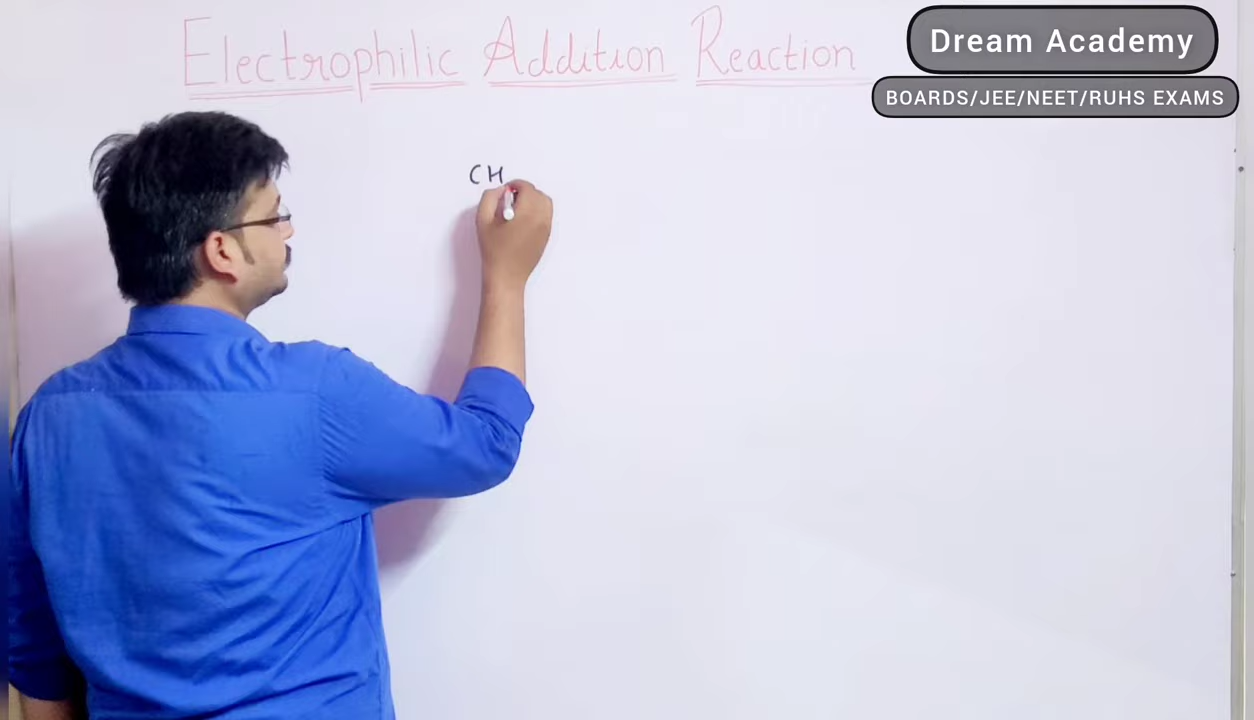 Electrophilic Addition Reaction
Dream Academy
BOARDS/JEE/NEET/RUHS EXAMS
CH